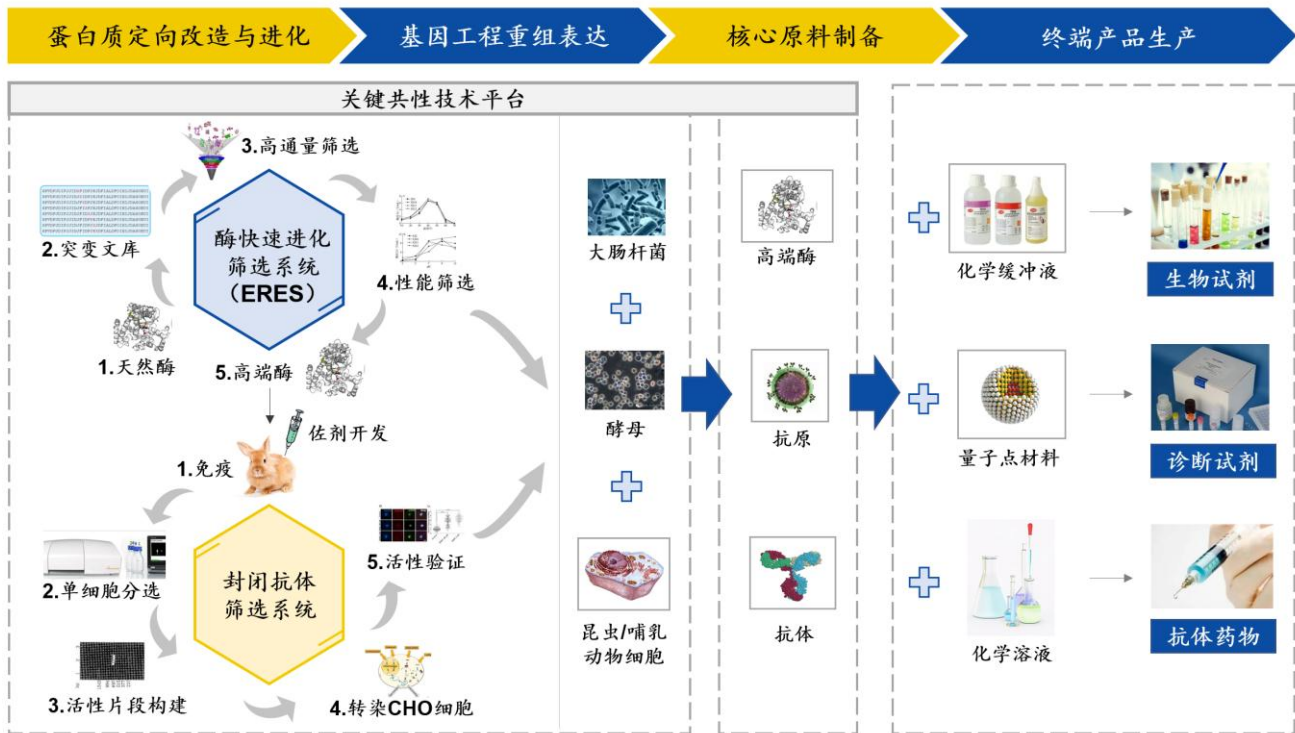 蛋白质定向改造与进化
基因工程重组表达
核心原料制备
终端产品生产
关键共性技术平台
3.高通量筛选
2.突变文库
酶快速进化
筛选系统
（ERES）
4.性能筛选
1.天然酶
5.高端酶
佐剂开发
1.免疫
2.单细胞分选
封闭抗体
筛选系统
5.活性验证
3.活性片段构建
4.转染CHO细胞
大肠杆菌
酵母
昆虫/哺乳
动物细胞
高端酶
抗原
抗体
化学缓冲液
生物试剂
量子点材料
诊断试剂
化学溶液
抗体药物